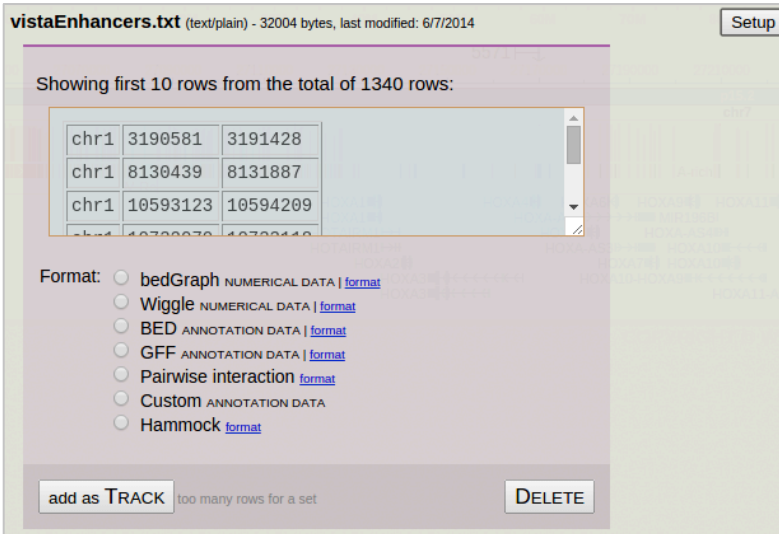 vistaEnhancers.txt (text/plain) - 32004 bytes, last modified: 6/7/2014
Setup
Showing first 10 rows from the total of 1340 rows:
chr1 3190581 3191428
chr1 8130439 8131887
chr1 10593123 10594209
Format:
bedGraph NUMERICAL DATA | format
Wiggle NUMERICAL DATA | format
BED ANNOTATION DATA | format
GFF ANNOTATION DATA | format
Pairwise interaction format
Custom ANNOTATION DATA
Hammock format
add as TRACK too many rows for a set
DELETE